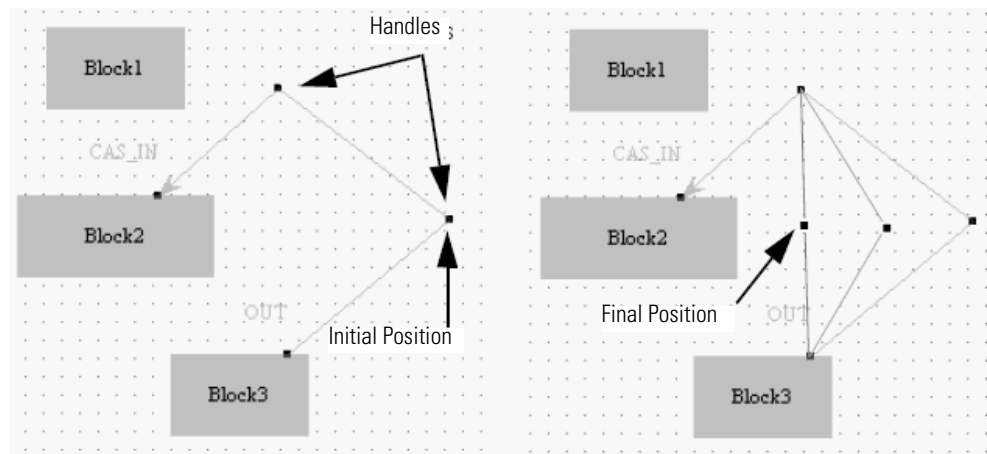 Handles s
Block1
CAS_IN
Block2
OUT
Initial Position
Block3
Block1
CAS_IN
Block2
Final Position
OUT
Block3